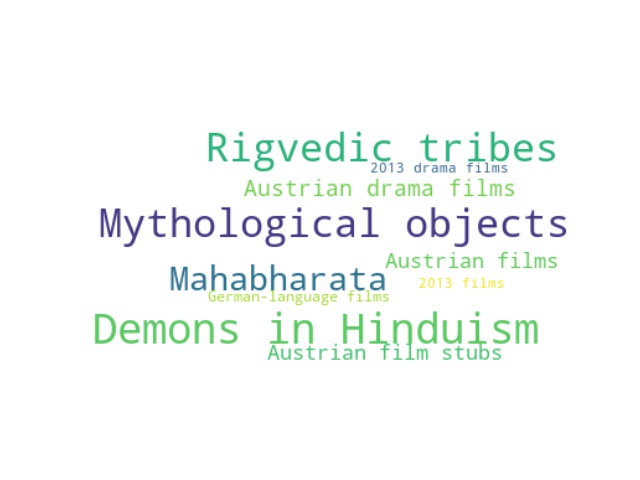 Rigvedic tribes
2013 drama films
Austrian drama films
Mythological objects
Austrian films
Mahabharata
2013 films
German-language films
Demons in Hinduism
Austrian film stubs